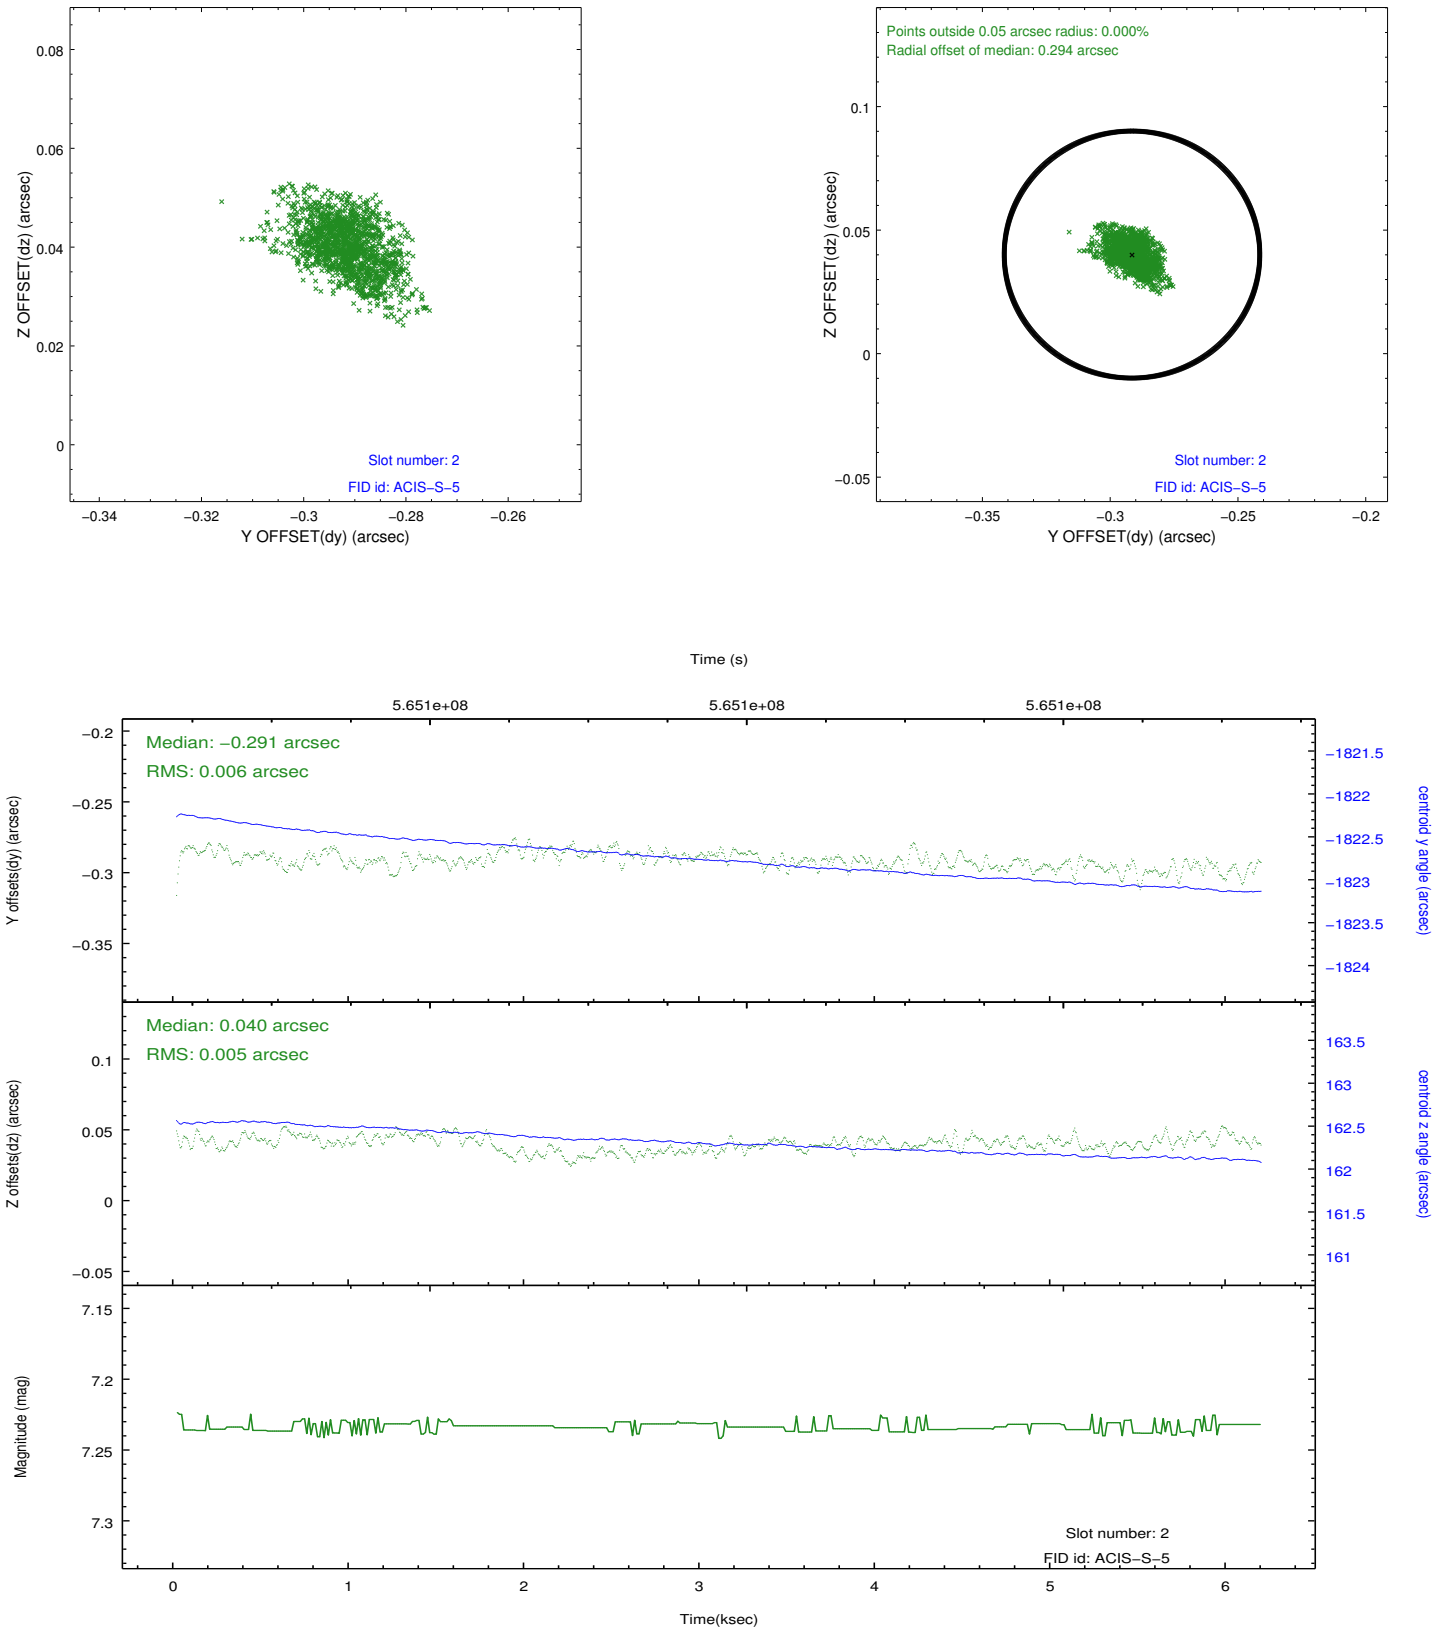 0.08
0.06
0.04
0.02
0
Z OFFSET(dz) (arcsec)
Slot number: 2
FID id: ACIS−S−5
−0.34 −0.32 −0.3 −0.28 −0.26
Y OFFSET(dy) (arcsec)
Points outside 0.05 arcsec radius: 0.000%
Radial offset of median: 0.294 arcsec
0.1
0.05
0
−0.05
Z OFFSET(dz) (arcsec)
Slot number: 2
FID id: ACIS−S−5
−0.35 −0.3 −0.25 −0.2
Y OFFSET(dy) (arcsec)
Time (s)
5.651e+08 5.651e+08 5.651e+08
Median: −0.291 arcsec
RMS: 0.006 arcsec
−0.2
−0.25
−0.3
−0.35
Y offsets(dy) (arcsec)
−1821.5
−1822
−1822.5
−1823
−1823.5
−1824
centroid y angle (arcsec)
Median: 0.040 arcsec
RMS: 0.005 arcsec
0.1
0.05
0
−0.05
Z offsets(dz) (arcsec)
163.5
163
162.5
162
161.5
161
centroid z angle (arcsec)
7.15
7.2
7.25
7.3
Magnitude (mag)
Slot number: 2
FID id: ACIS−S−5
0 1 2 3 4 5 6
Time(ksec)